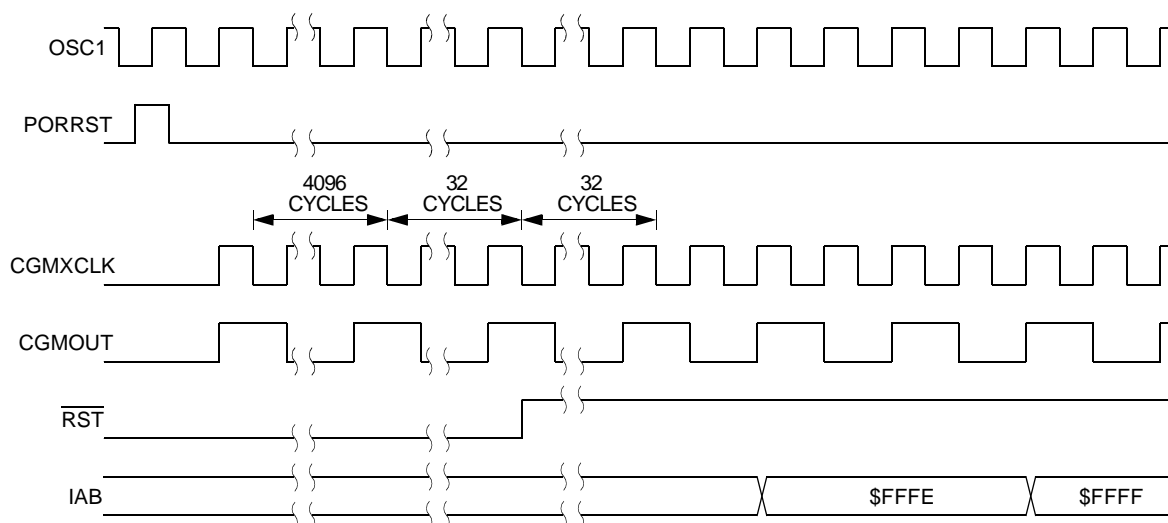 OSC1
PORRST
4096
CYCLES
32
CYCLES
32
CYCLES
CGMXCLK
CGMOUT
RST
IAB
$FFFE
$FFFF